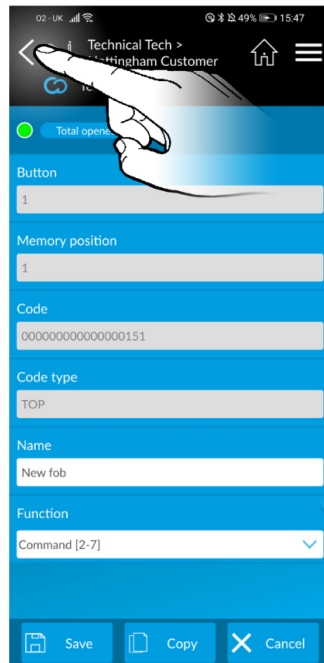 02-UK 49% 15:47
Technical Tech >
Nottingham Customer
Total opene
Button
1
Memory position
1
Code
000000000000000151
Code type
TOP
Name
New fob
Function
Command [2-7]
Save Copy Cancel